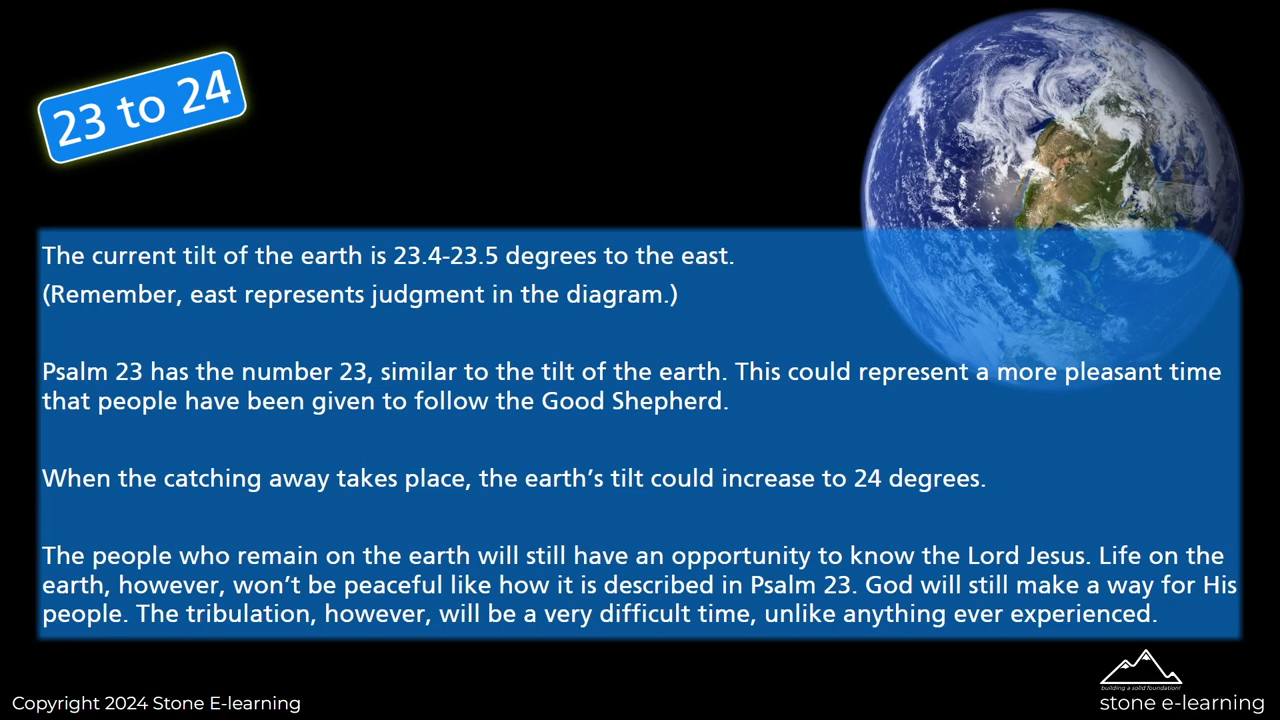 23 to 24
The current tilt of the earth is 23.4-23.5 degrees to the east.
(Remember, east represents judgment in the diagram.)
Psalm 23 has the number 23, similar to the tilt of the earth. This could represent a more pleasant time
that people have been given to follow the Good Shepherd.
When the catching away takes place, the earth’s tilt could increase to 24 degrees.
The people who remain on the earth will still have an opportunity to know the Lord Jesus. Life on the
earth, however, won’t be peaceful like how it is described in Psalm 23. God will still make a way for His
people. The tribulation, however, will be a very difficult time, unlike anything ever experienced.
building a solid foundation!
Copyright 2024 Stone E-learning
stone e-learning